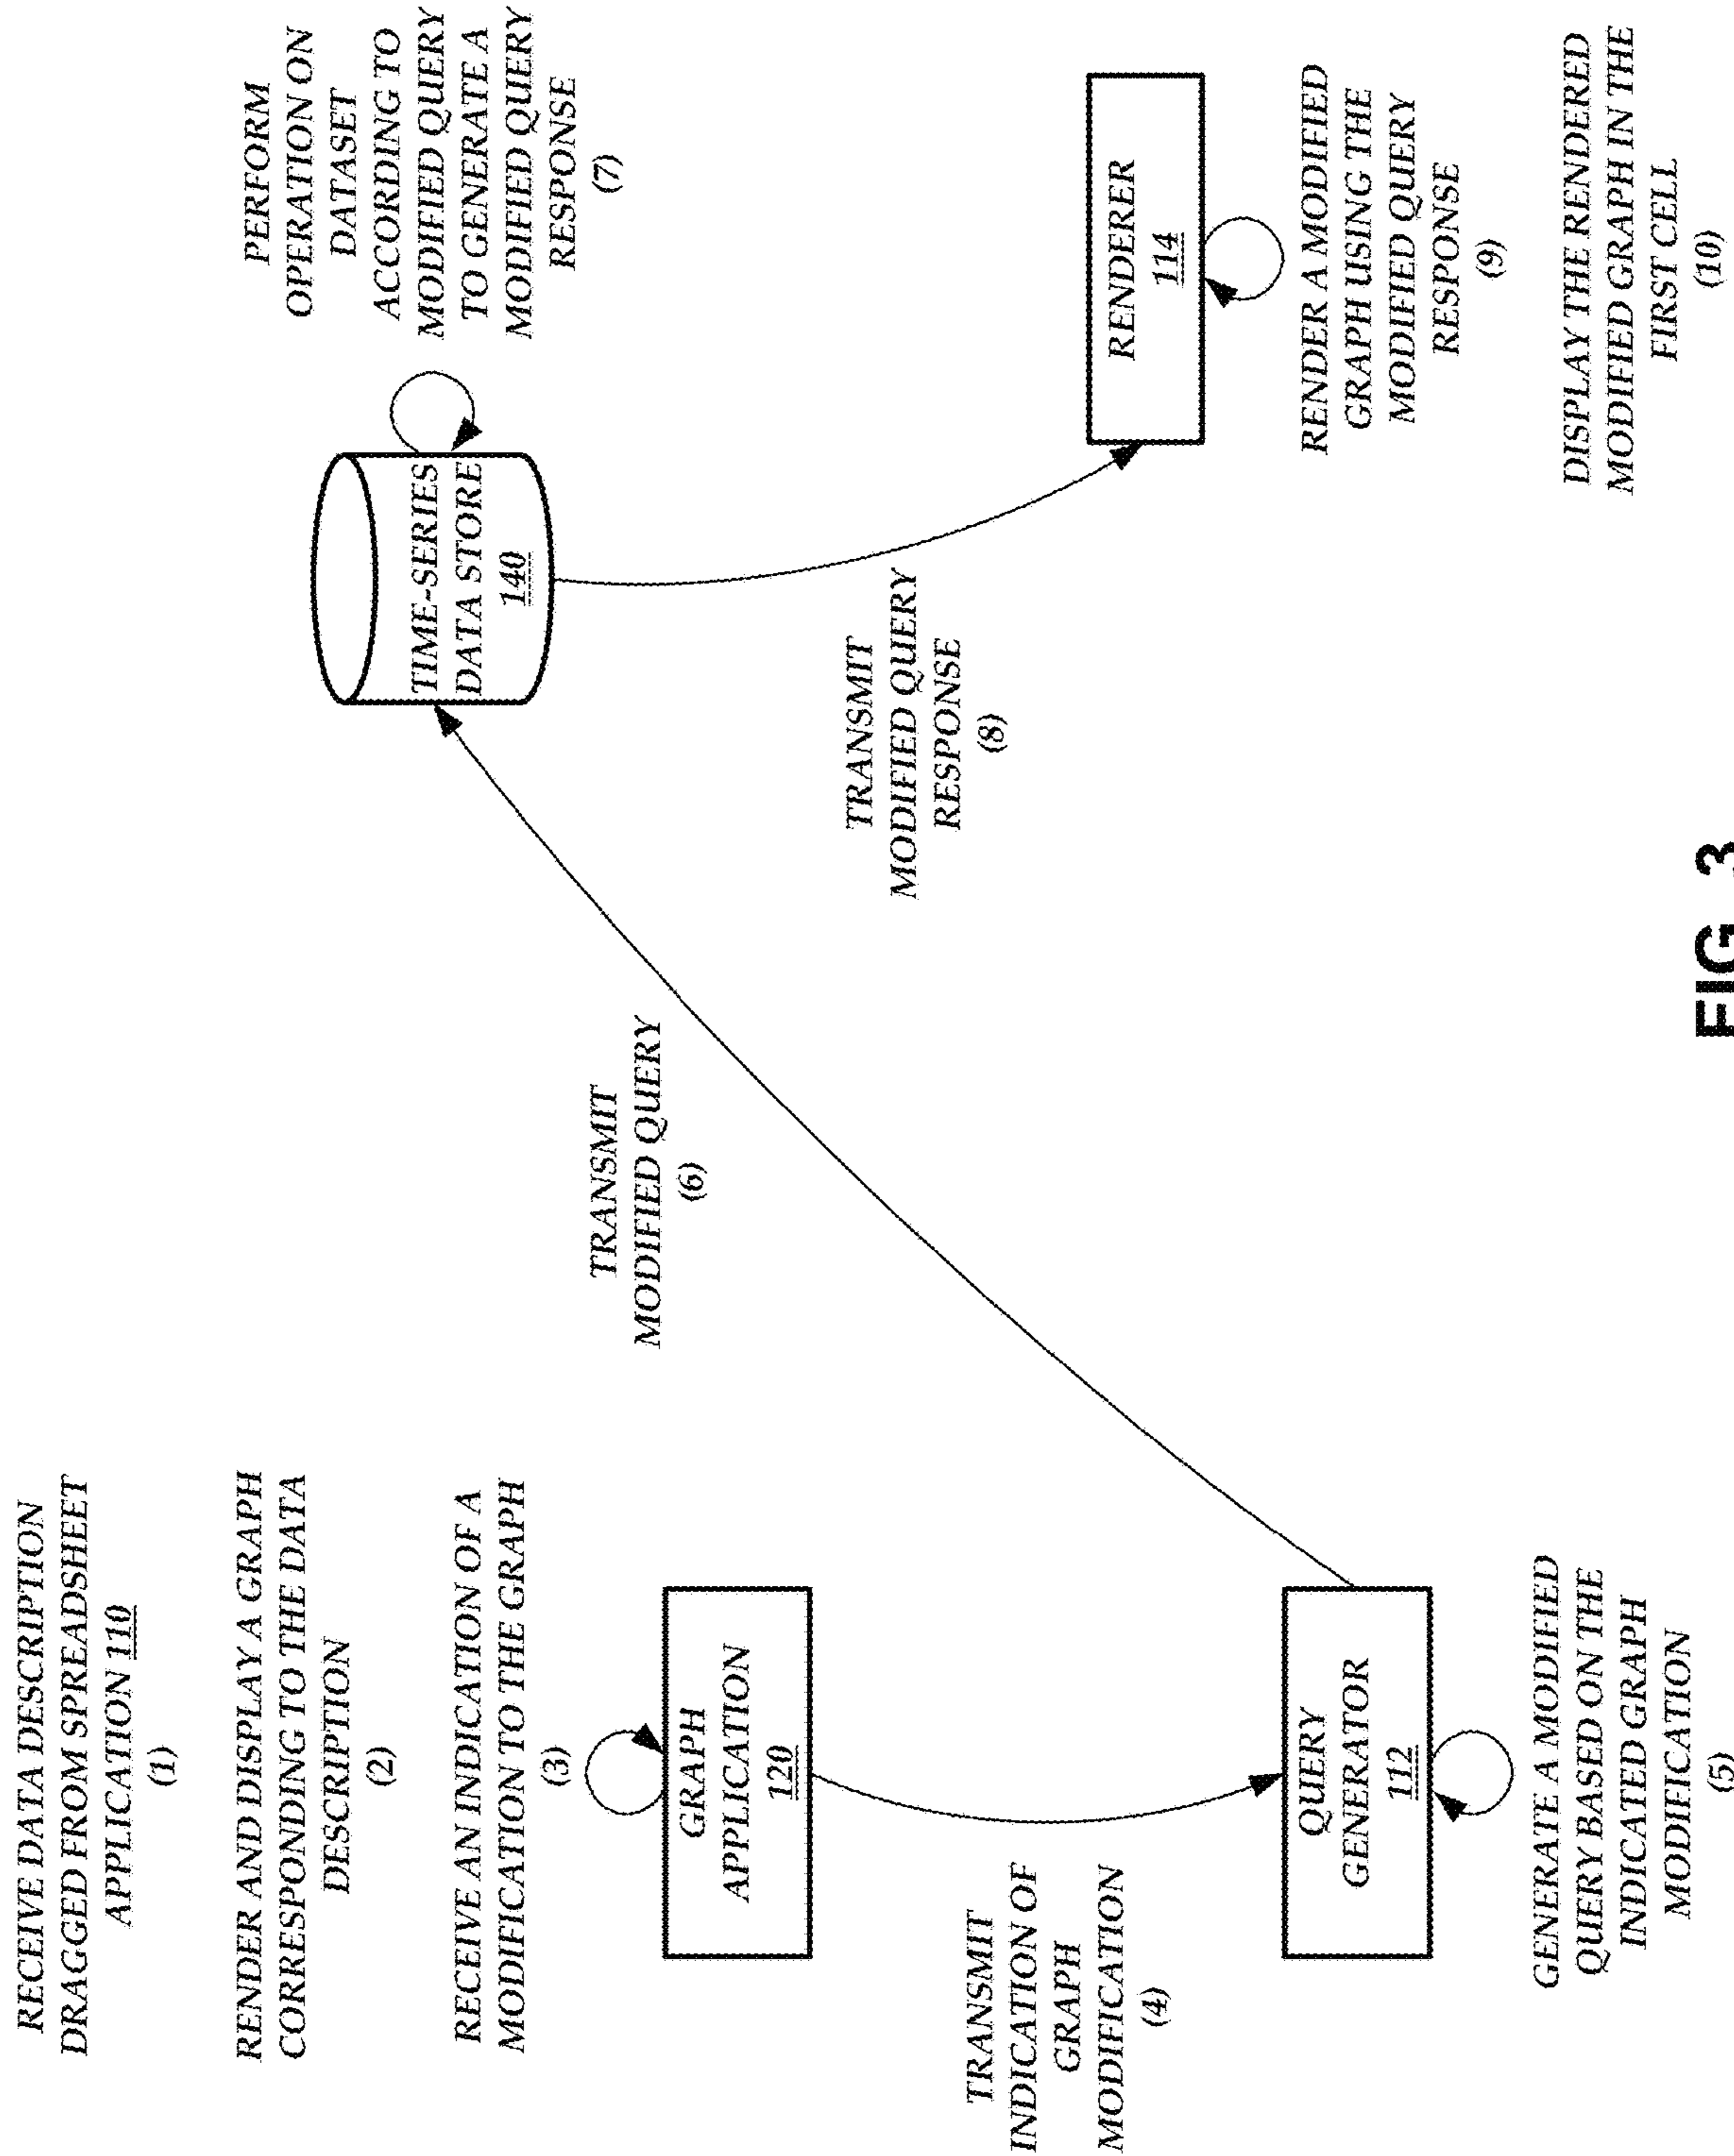 RECEIVE DATA DESCRIPTION
DRAGGED FROM SPREADSHEET
APPLICATION 110
(1)
RENDER AND DISPLAY A GRAPH
CORRESPONDING TO THE DATA
DESCRIPTION
(2)
RECEIVE AN INDICATION OF A
MODIFICATION TO THE GRAPH
(3)
GRAPH
APPLICATION
120
TRANSMIT
INDICATION OF
GRAPH
MODIFICATION
(4)
QUERY
GENERATOR
112
GENERATE A MODIFIED
QUERY BASED ON THE
INDICATED GRAPH
MODIFICATION
(5)
TRANSMIT
MODIFIED QUERY
(6)
TIME-SERIES
DATA STORE
140
PERFORM
OPERATION ON
DATASET
ACCORDING TO
MODIFIED QUERY
TO GENERATE A
MODIFIED QUERY
RESPONSE
(7)
TRANSMIT
MODIFIED QUERY
RESPONSE
(8)
RENDERER
114
RENDER A MODIFIED
GRAPH USING THE
MODIFIED QUERY
RESPONSE
(9)
DISPLAY THE RENDERED
MODIFIED GRAPH IN THE
FIRST CELL
(10)
FIG. 3